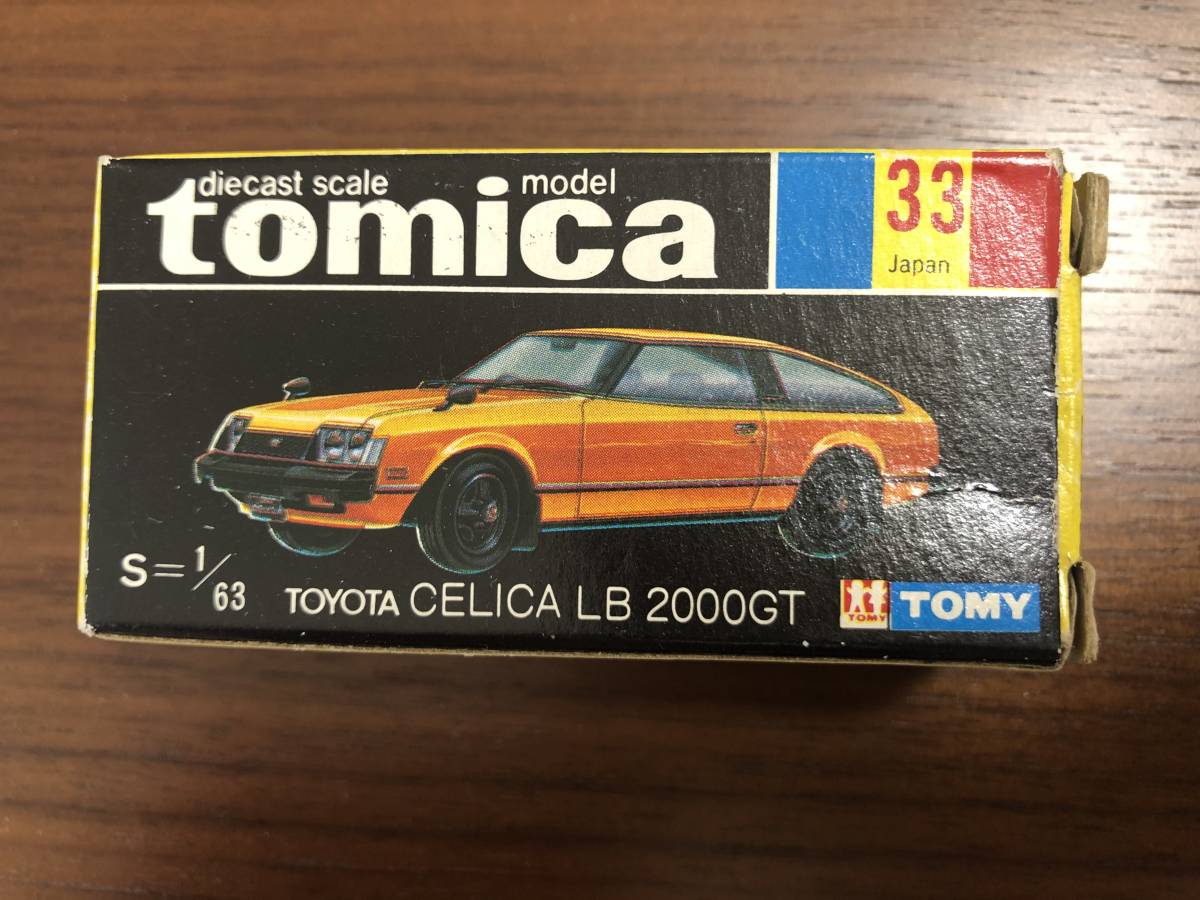 diecast scale model
tomica
33
Japan
S=1/63
TOYOTA CELICA LB 2000GT
TOMY
TOMY